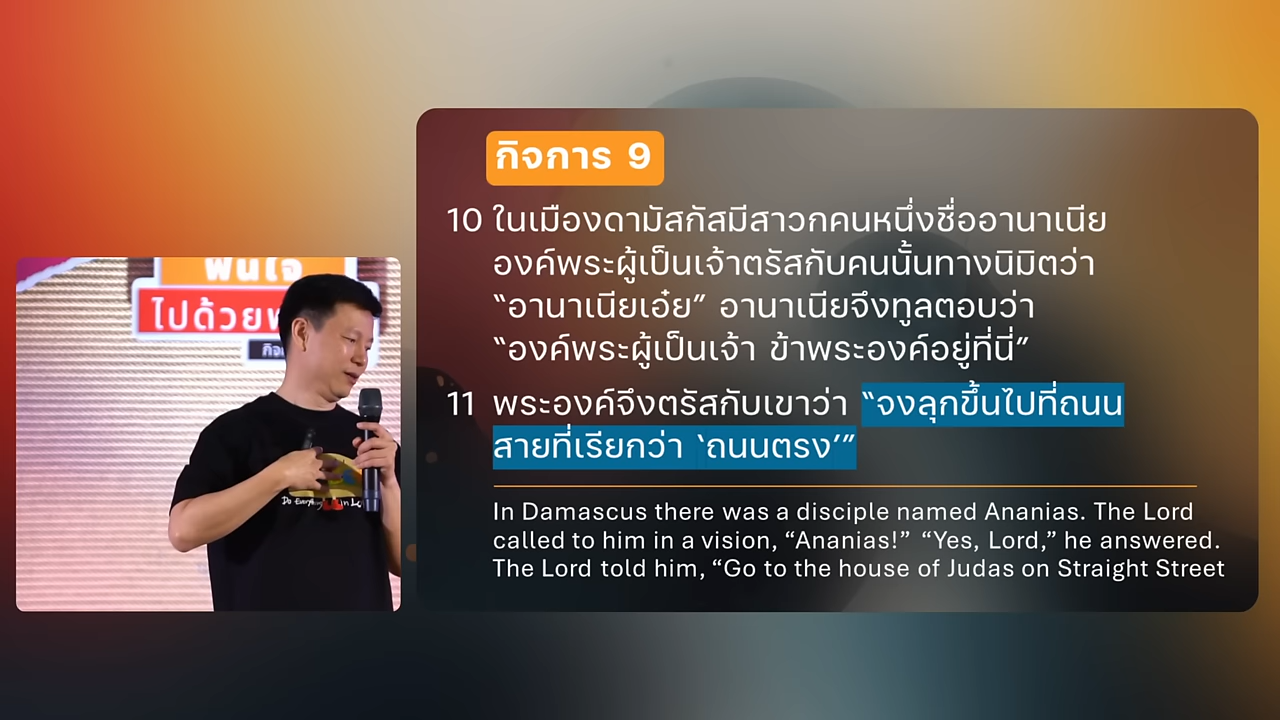 ไปด้วย
กิจการ 9
10 ในเมืองดามัสกัสมีสาวกคนหนึ่งชื่ออานาเนีย
องค์พระผู้เป็นเจ้าตรัสกับคนนั้นทางนิมิตว่า
“อานาเนียเอ๋ย” อานาเนียจึงทูลตอบว่า
“องค์พระผู้เป็นเจ้า ข้าพระองค์อยู่ที่นี่”
11 พระองค์จึงตรัสกับเขาว่า “จงลุกขึ้นไปที่ถนน
สายที่เรียกว่า ‘ถนนตรง’”
In Damascus there was a disciple named Ananias. The Lord
called to him in a vision, “Ananias!” “Yes, Lord,” he answered.
The Lord told him, “Go to the house of Judas on Straight Street